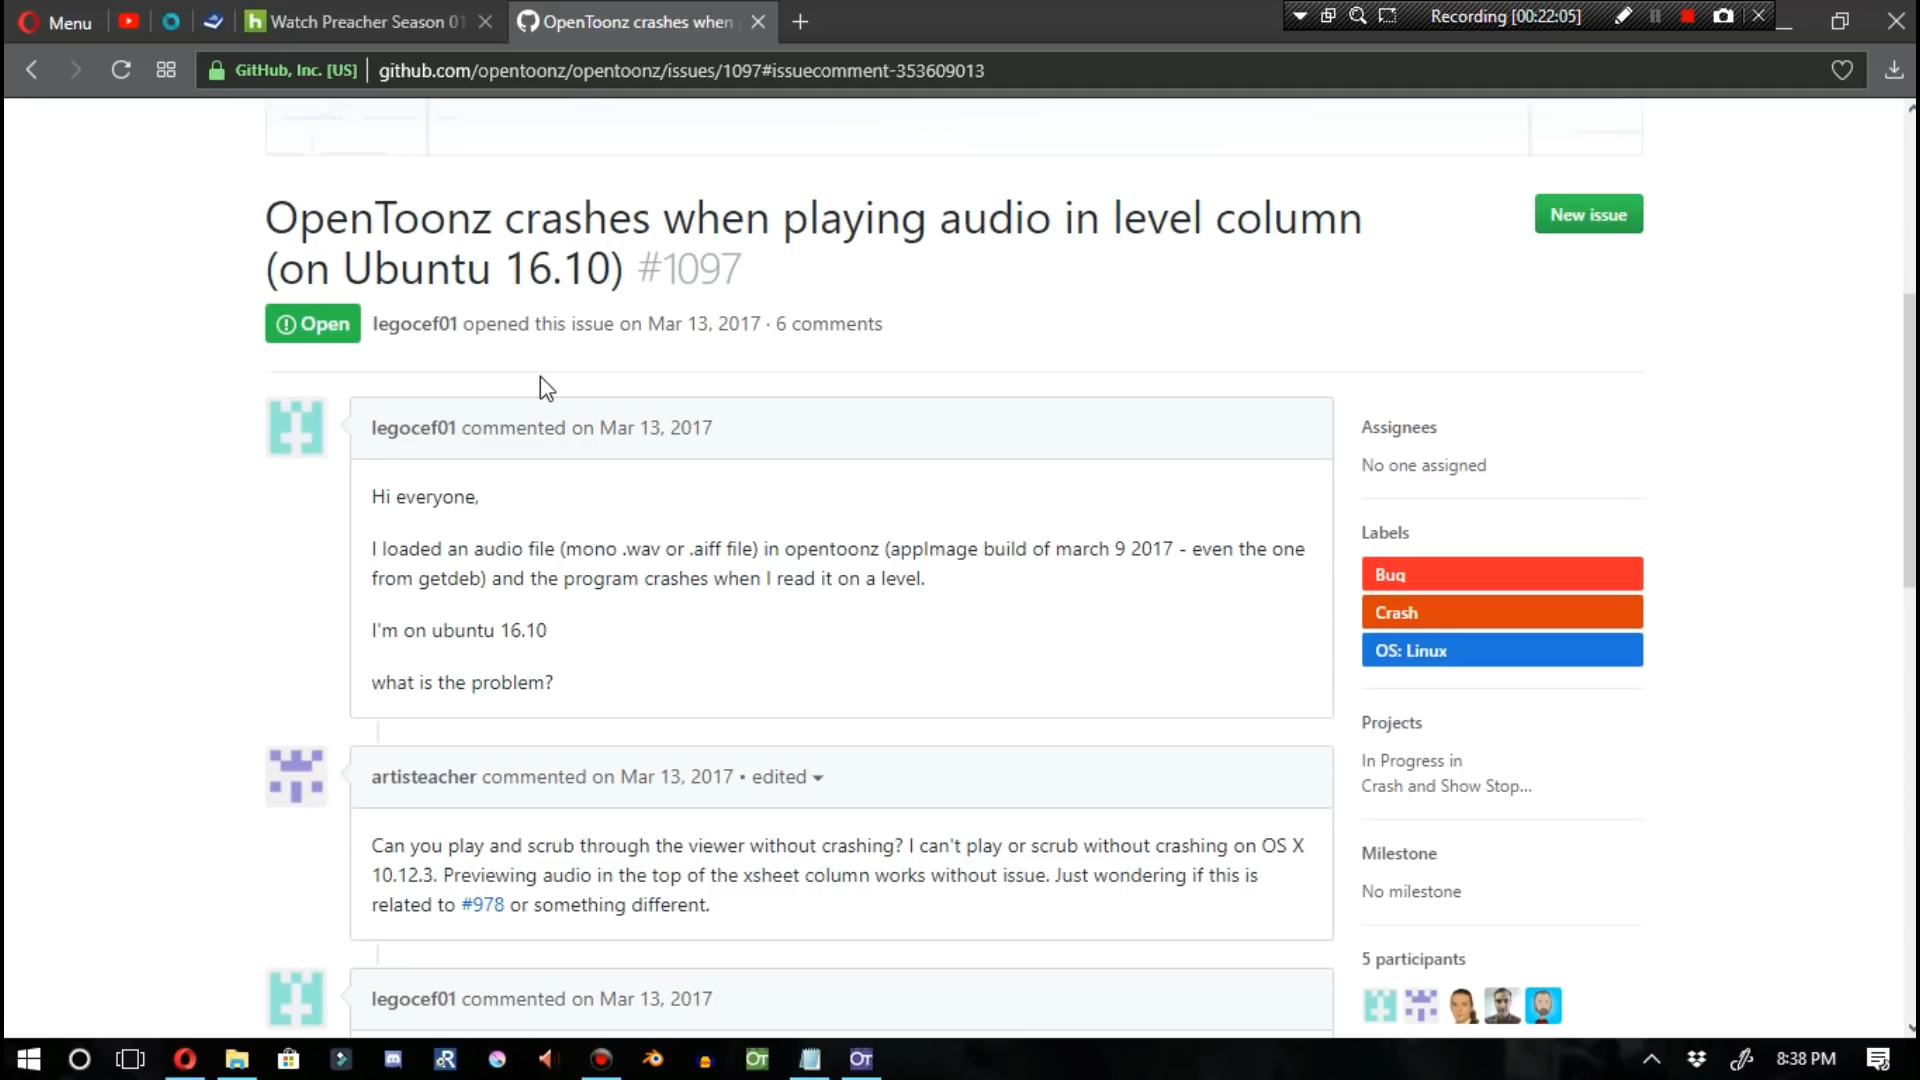 Menu
Watch Preacher Season 01
OpenToonz crashes when
Recording [00:22:05]
GitHub, Inc. [US]
github.com/opentoonz/opentoonz/issues/1097#issuecomment-353609013
OpenToonz crashes when playing audio in level column
(on Ubuntu 16.10) #1097
New issue
Open
legocef01 opened this issue on Mar 13, 2017 · 6 comments
legocef01 commented on Mar 13, 2017
Hi everyone,
I loaded an audio file (mono .wav or .aiff file) in opentoonz (appImage build of march 9 2017 - even the one
from getdeb) and the program crashes when I read it on a level.
I'm on ubuntu 16.10
what is the problem?
Assignees
No one assigned
Labels
Bug
Crash
OS: Linux
Projects
In Progress in
Crash and Show Stop...
Milestone
No milestone
5 participants
artisteacher commented on Mar 13, 2017 • edited
Can you play and scrub through the viewer without crashing? I can't play or scrub without crashing on OS X
10.12.3. Previewing audio in the top of the xsheet column works without issue. Just wondering if this is
related to #978 or something different.
legocef01 commented on Mar 13, 2017
OT
OT
8:38 PM